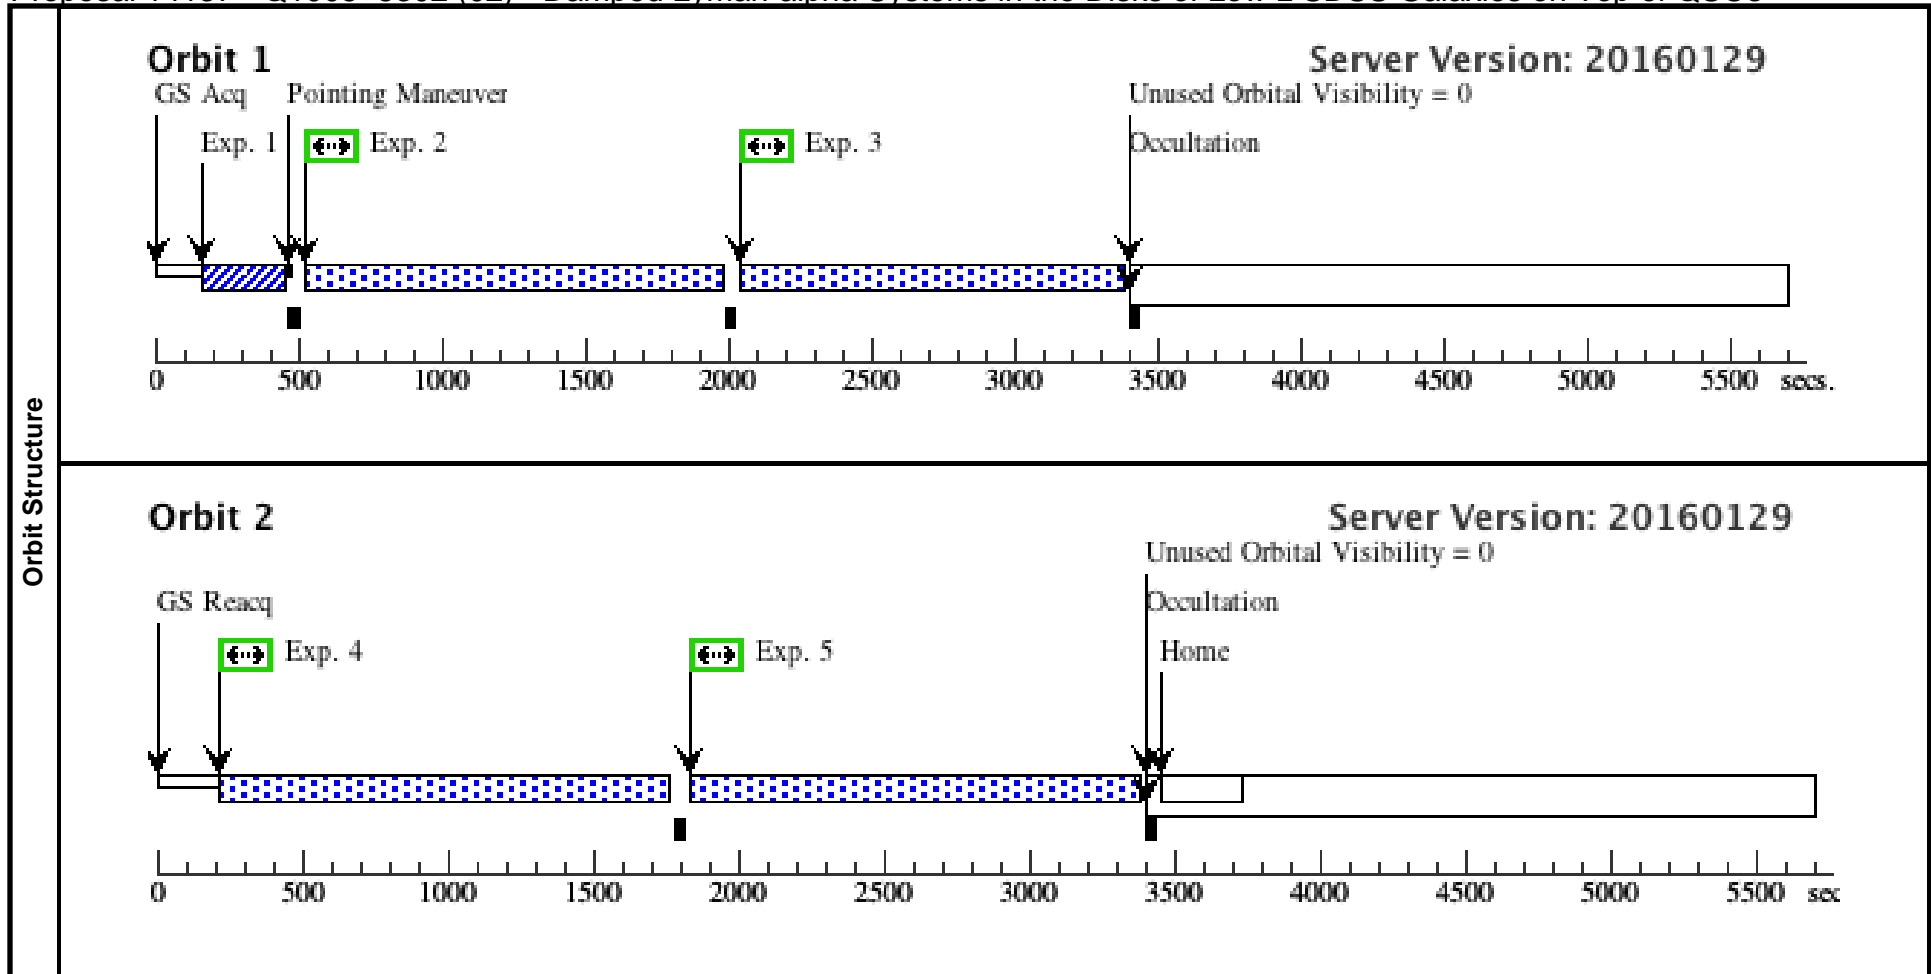 Orbit Structure
Orbit 1
Server Version: 20160129
GS Acq
Pointing Maneuver
Unused Orbital Visibility = 0
Exp. 1
Exp. 2
Exp. 3
Occultation
0 500 1000 1500 2000 2500 3000 3500 4000 4500 5000 5500 secs.
Orbit 2
Server Version: 20160129
Unused Orbital Visibility = 0
GS Reacq
Occultation
Exp. 4
Exp. 5
Home
0 500 1000 1500 2000 2500 3000 3500 4000 4500 5000 5500 sec